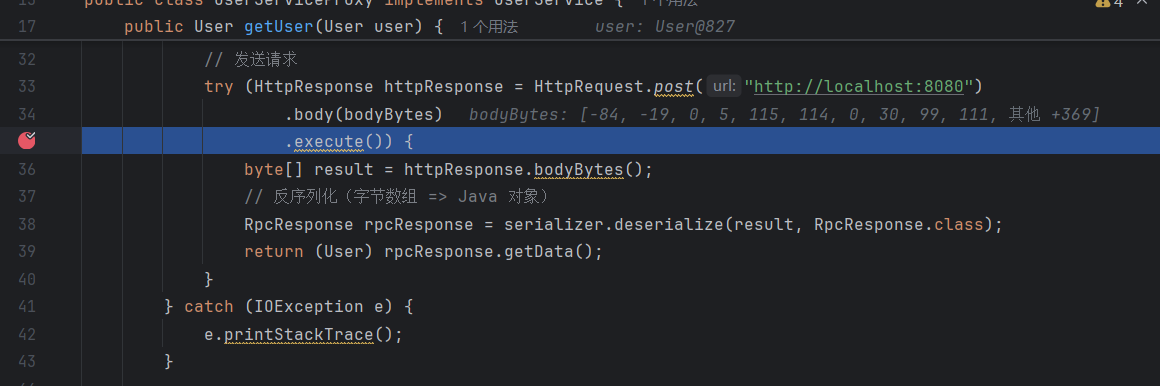 public class UserServiceProxy implements UserService { 1个用法
4
17 public User getUser(User user) { 1个用法 user: User@827
32 // 发送请求
33 try (HttpResponse httpResponse = HttpRequest.post( url: "http://localhost:8080")
34 .body(bodyBytes) bodyBytes: [-84, -19, 0, 5, 115, 114, 0, 30, 99, 111, 其他 +369]
.execute()) {
36 byte[] result = httpResponse.bodyBytes();
37 // 反序列化（字节数组 => Java 对象）
38 RpcResponse rpcResponse = serializer.deserialize(result, RpcResponse.class);
39 return (User) rpcResponse.getData();
40 }
41 } catch (IOException e) {
42 e.printStackTrace();
43 }